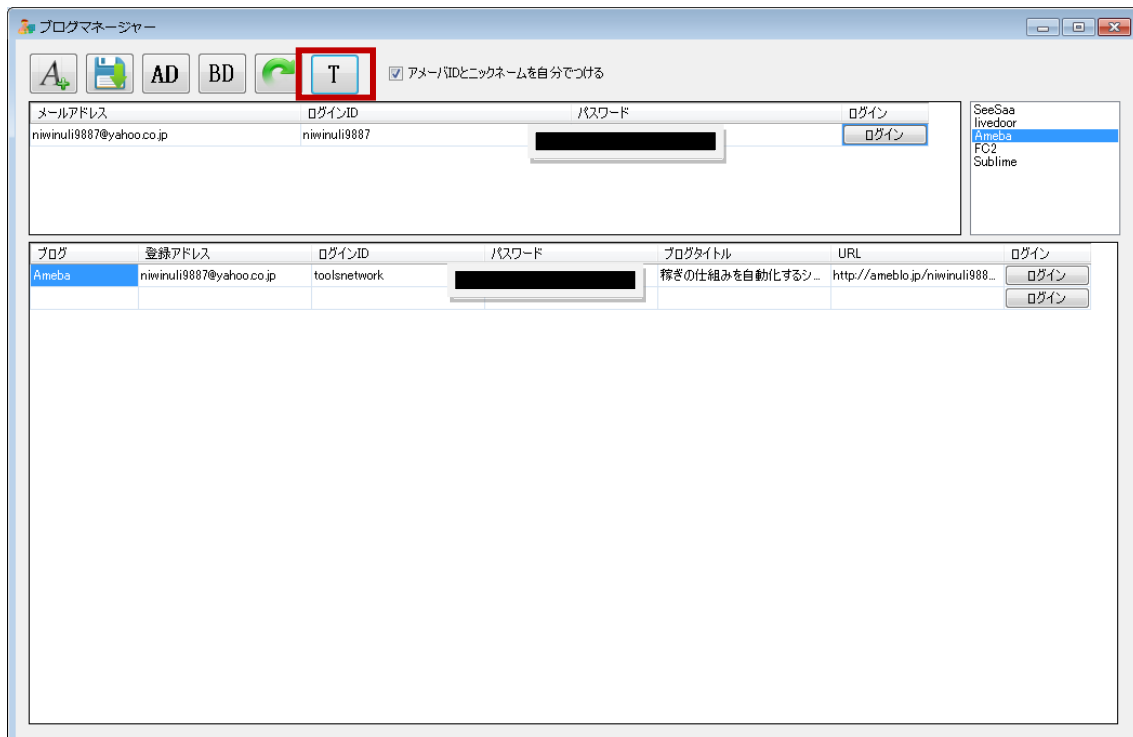 ブログマネージャー
A AD BD T アメーバIDとニックネームを自分でつける
メールアドレス ログインID パスワード ログイン
niwinuli9887@yahoo.co.jp niwinuli9887 ログイン
SeeSaa
livedoor
Ameba
FC2
Sublime
ブログ 登録アドレス ログインID パスワード ブログタイトル URL ログイン
Ameba niwinuli9887@yahoo.co.jp toolsnetwork 稼ぎの仕組みを自動化するシ... http://ameblo.jp/niwinuli988... ログイン
ログイン